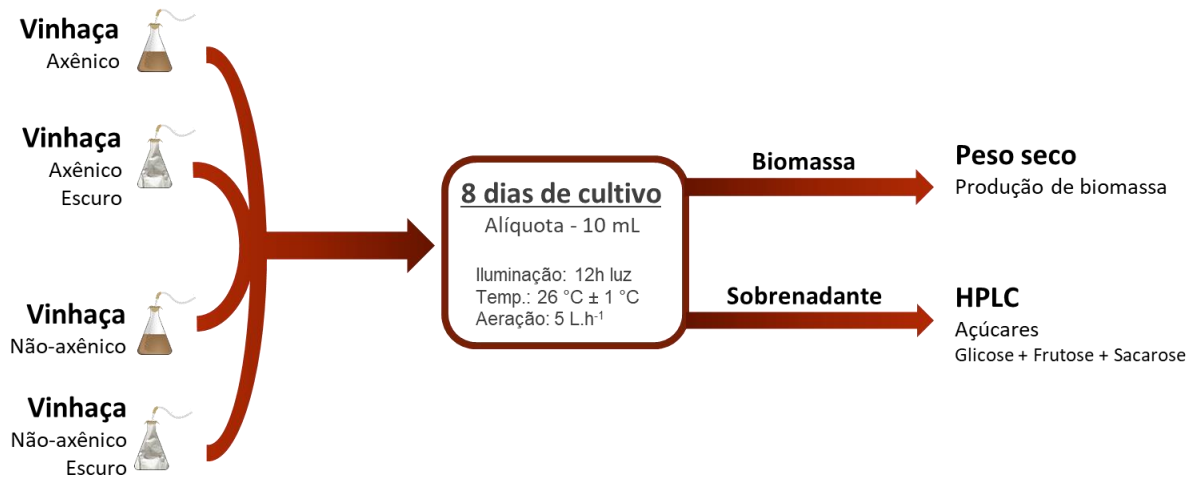 Vinhaça
Axênico
Vinhaça
Axênico
Escuro
Vinhaça
Não-axênico
Vinhaça
Não-axênico
Escuro
8 dias de cultivo
Alíquota - 10 mL
Iluminação: 12h luz
Temp.: 26 °C ± 1 °C
Aeração: 5 L.h⁻¹
Biomassa
Peso seco
Produção de biomassa
Sobrenadante
HPLC
Açúcares
Glicose + Frutose + Sacarose